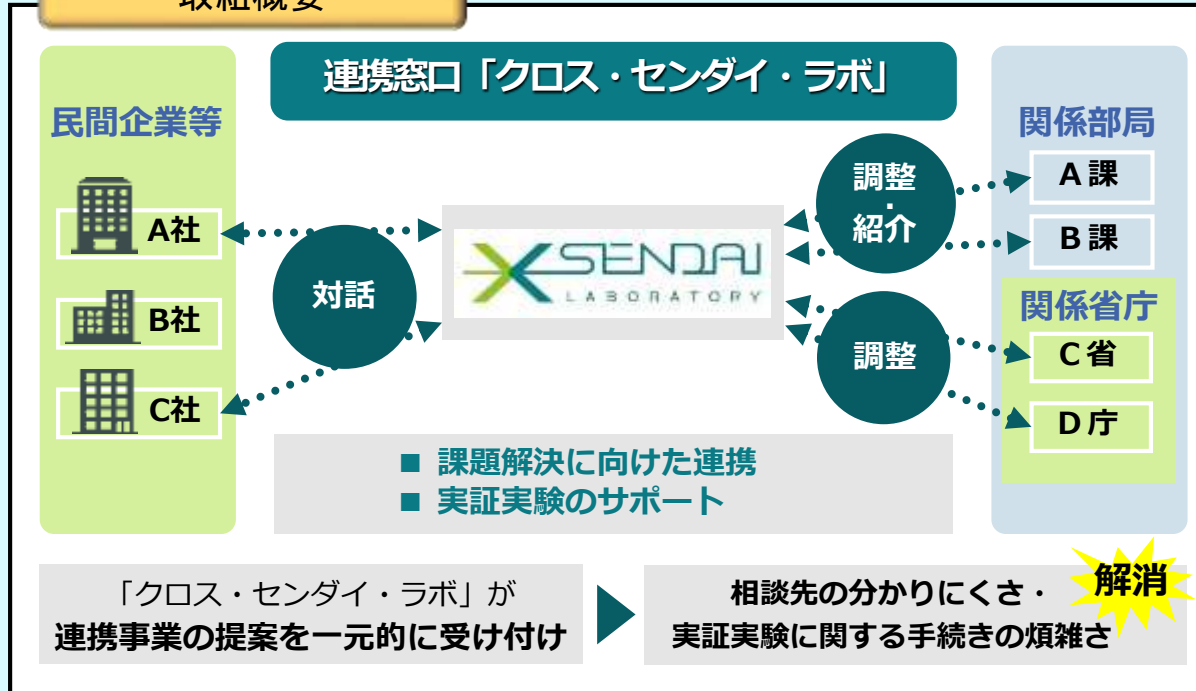 取組概要
連携窓口「クロス・センダイ・ラボ」
民間企業等
A社
B社
C社
対話
SENDAI
LABORATORY
調整
・
紹介
調整
関係部局
A課
B課
関係省庁
C省
D庁
■ 課題解決に向けた連携
■ 実証実験のサポート
「クロス・センダイ・ラボ」が
連携事業の提案を一元的に受け付け
相談先の分かりにくさ・
実証実験に関する手続きの煩雑さ
解消